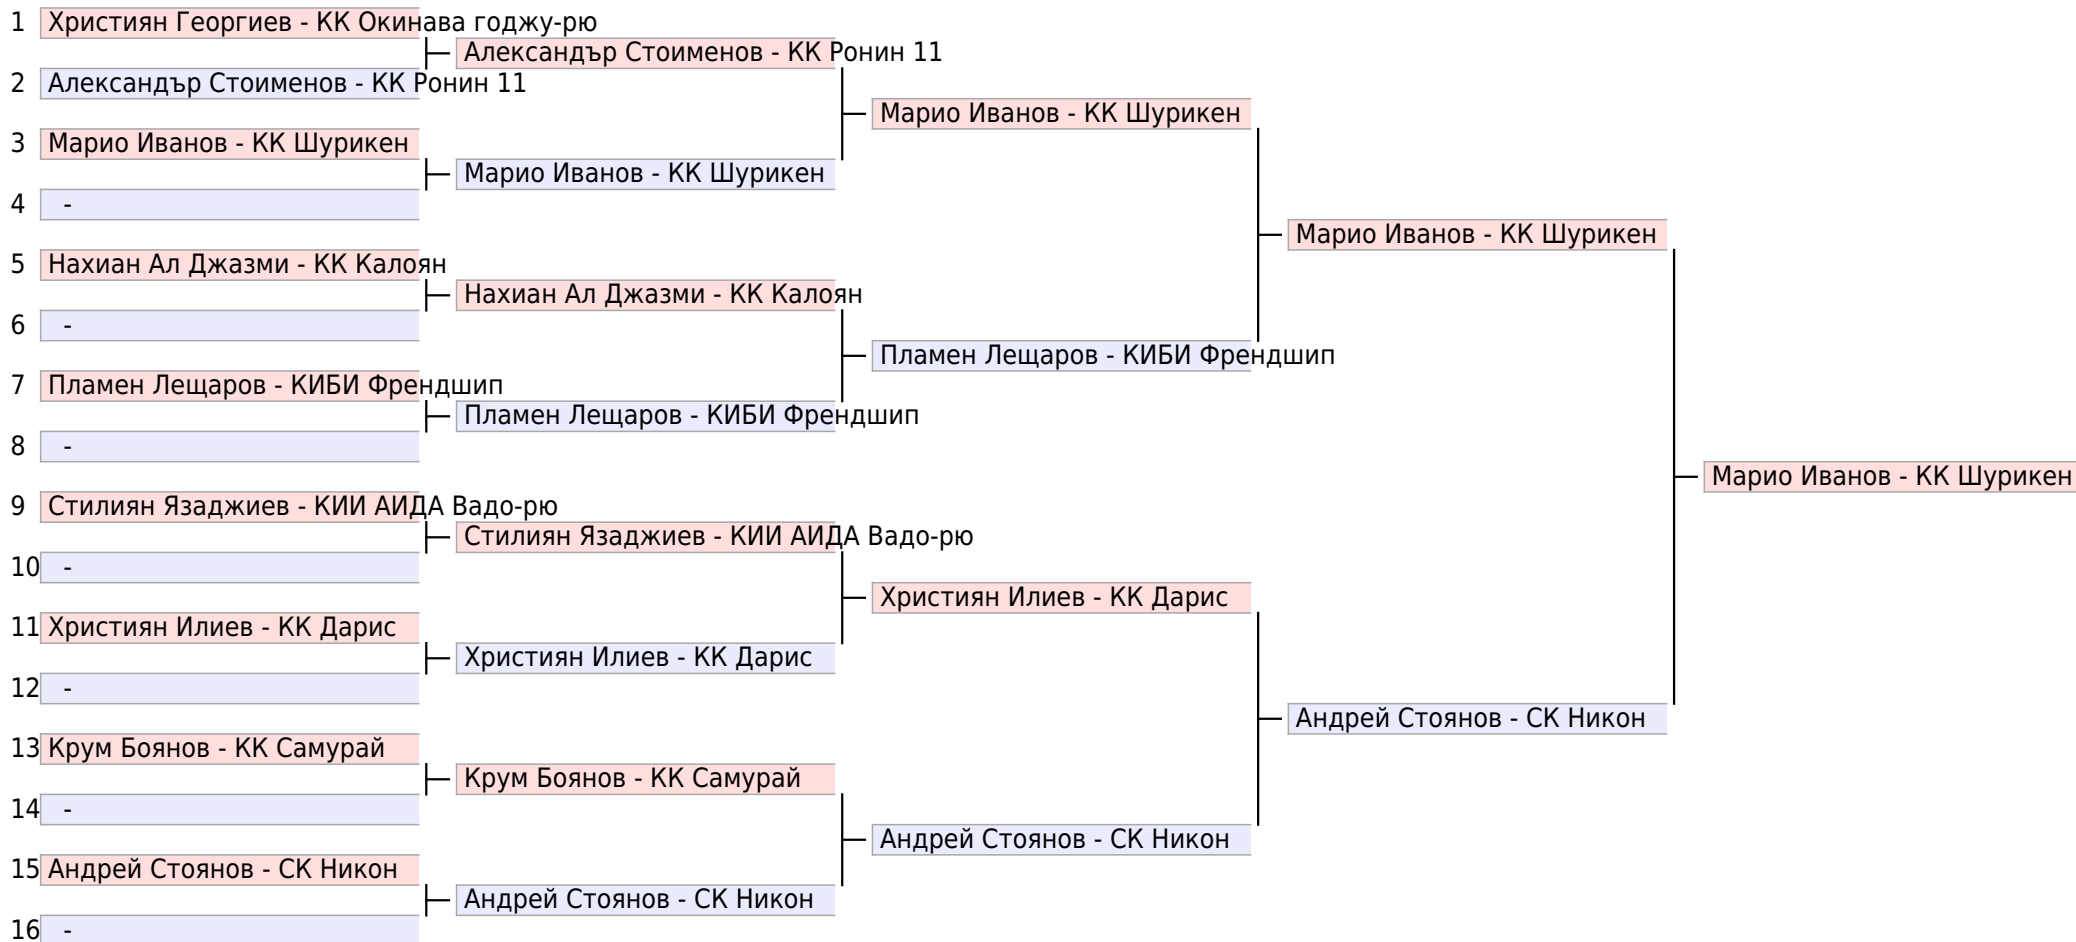 1 Християн Георгиев - КК Окинава годжу-рю
Александър Стоименов - КК Ронин 11
2 Александър Стоименов - КК Ронин 11
Марио Иванов - КК Шурикен
3 Марио Иванов - КК Шурикен
Марио Иванов - КК Шурикен
4 -
Марио Иванов - КК Шурикен
5 Нахиан Ал Джазми - КК Калоян
Нахиан Ал Джазми - КК Калоян
6 -
Пламен Лещаров - КИБИ Френдшип
7 Пламен Лещаров - КИБИ Френдшип
Пламен Лещаров - КИБИ Френдшип
8 -
Марио Иванов - КК Шурикен
9 Стилиян Язаджиев - КИИ АИДА Вадо-рю
Стилиян Язаджиев - КИИ АИДА Вадо-рю
10 -
Християн Илиев - КК Дарис
11 Християн Илиев - КК Дарис
Християн Илиев - КК Дарис
12 -
Андрей Стоянов - СК Никон
13 Крум Боянов - КК Самурай
Крум Боянов - КК Самурай
14 -
Андрей Стоянов - СК Никон
15 Андрей Стоянов - СК Никон
Андрей Стоянов - СК Никон
16 -